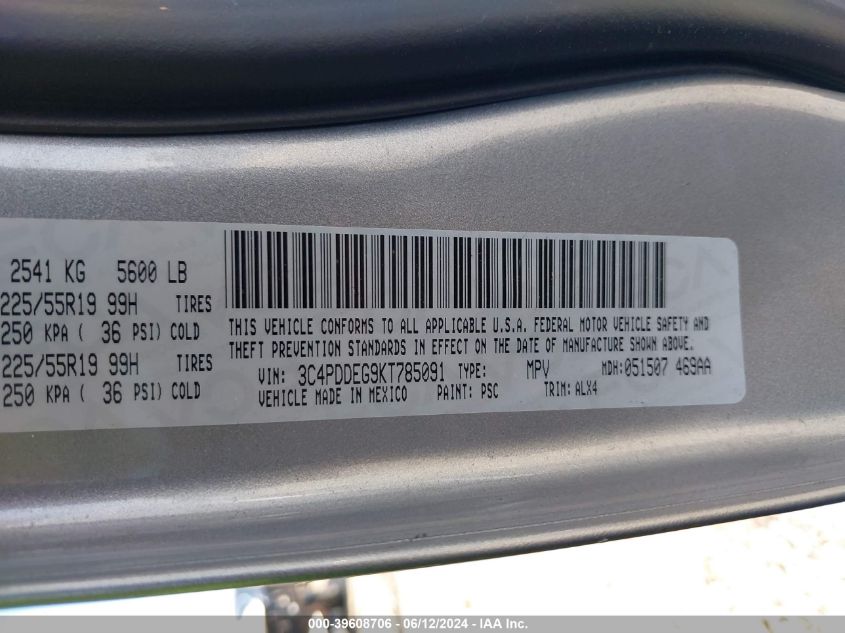 2541 KG 5600 LB
225/55R19 99H TIRES
250 KPA ( 36 PSI) COLD
225/55R19 99H TIRES
250 KPA ( 36 PSI) COLD
THIS VEHICLE CONFORMS TO ALL APPLICABLE U.S.A. FEDERAL MOTOR VEHICLE SAFETY AND
THEFT PREVENTION STANDARDS IN EFFECT ON THE DATE OF MANUFACTURE SHOWN ABOVE.
VIN: 3C4PDDEG9KT785091 TYPE: MPV MDH:051507 469AA
VEHICLE MADE IN MEXICO PAINT: PSC TRIM: ALX4
000-39608706 - 06/12/2024 - IAA Inc.